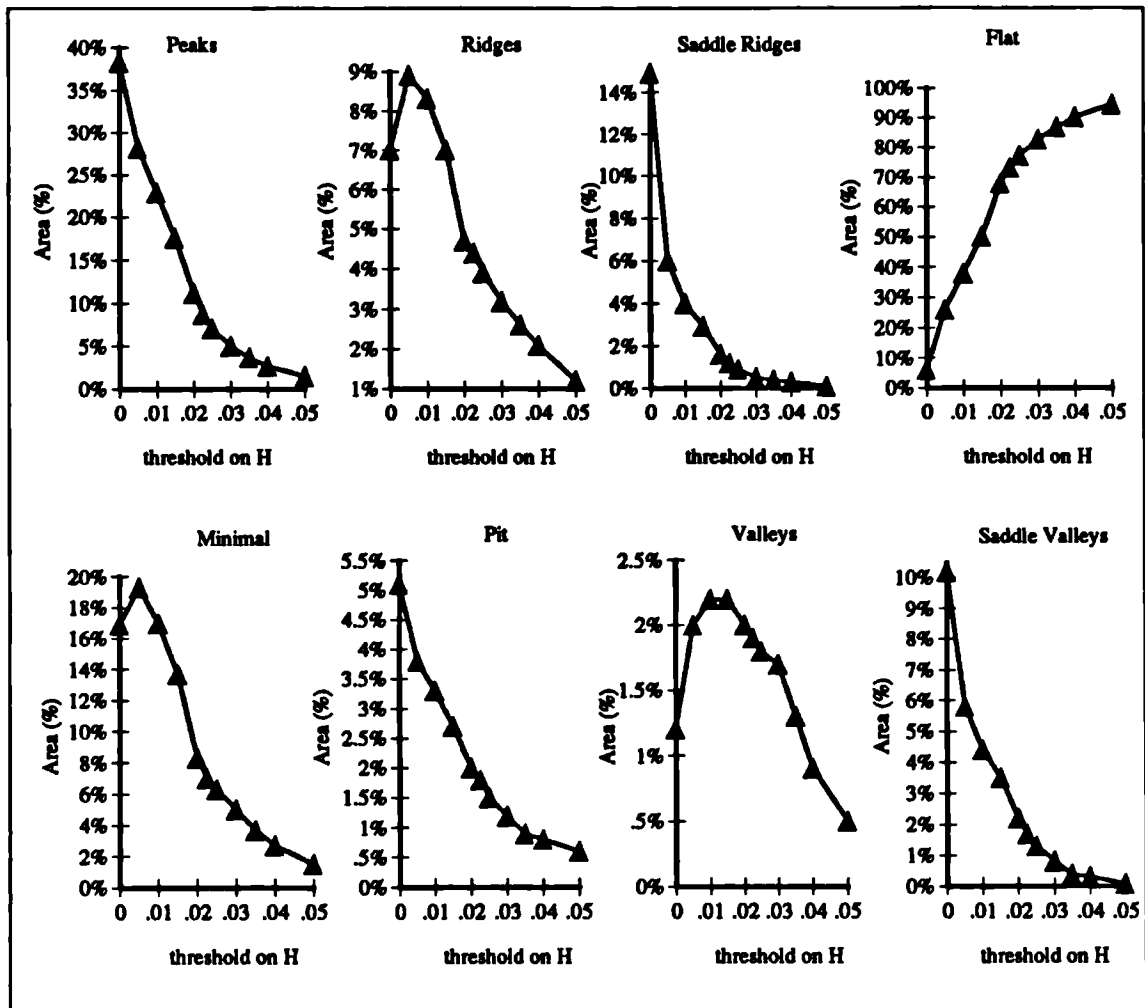 Peaks
40%
35%
30%
25%
20%
15%
10%
5%
0%
Area (%)
0 .01 .02 .03 .04 .05
threshold on H
Ridges
9%
8%
7%
6%
5%
4%
3%
2%
1%
Area (%)
0 .01 .02 .03 .04 .05
threshold on H
Saddle Ridges
14%
12%
10%
8%
6%
4%
2%
0%
Area (%)
0 .01 .02 .03 .04 .05
threshold on H
Flat
100%
90%
80%
70%
60%
50%
40%
30%
20%
10%
0%
Area (%)
0 .01 .02 .03 .04 .05
threshold on H
Minimal
20%
18%
16%
14%
12%
10%
8%
6%
4%
2%
0%
Area (%)
0 .01 .02 .03 .04 .05
threshold on H
Pit
5.5%
5%
4.5%
4%
3.5%
3%
2.5%
2%
1.5%
1%
.5%
0%
Area (%)
0 .01 .02 .03 .04 .05
threshold on H
Valleys
2.5%
2%
1.5%
1%
.5%
0%
Area (%)
0 .01 .02 .03 .04 .05
threshold on H
Saddle Valleys
10%
9%
8%
7%
6%
5%
4%
3%
2%
1%
0%
Area (%)
0 .01 .02 .03 .04 .05
threshold on H